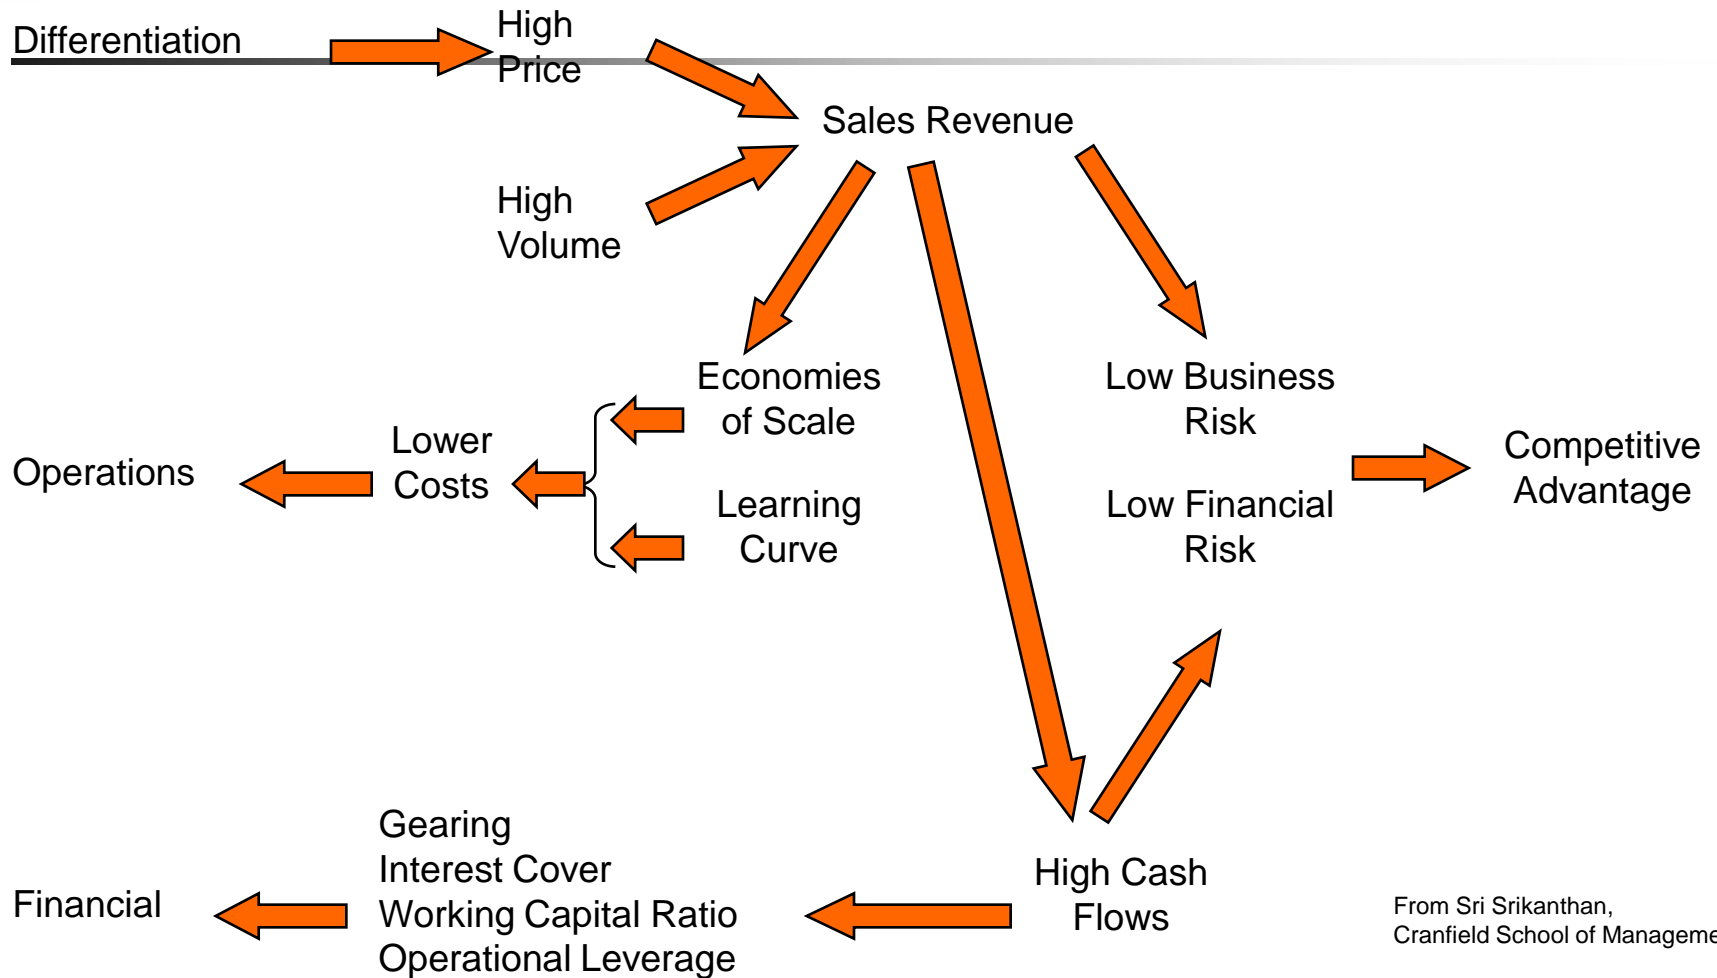 Differentiation
High
Price
Sales Revenue
High
Volume
Economies
of Scale
Low Business
Risk
Operations
Lower
Costs
Learning
Curve
Low Financial
Risk
Competitive
Advantage
Financial
Gearing
Interest Cover
Working Capital Ratio
Operational Leverage
High Cash
Flows
From Sri Srikanthan,
Cranfield School of Manageme